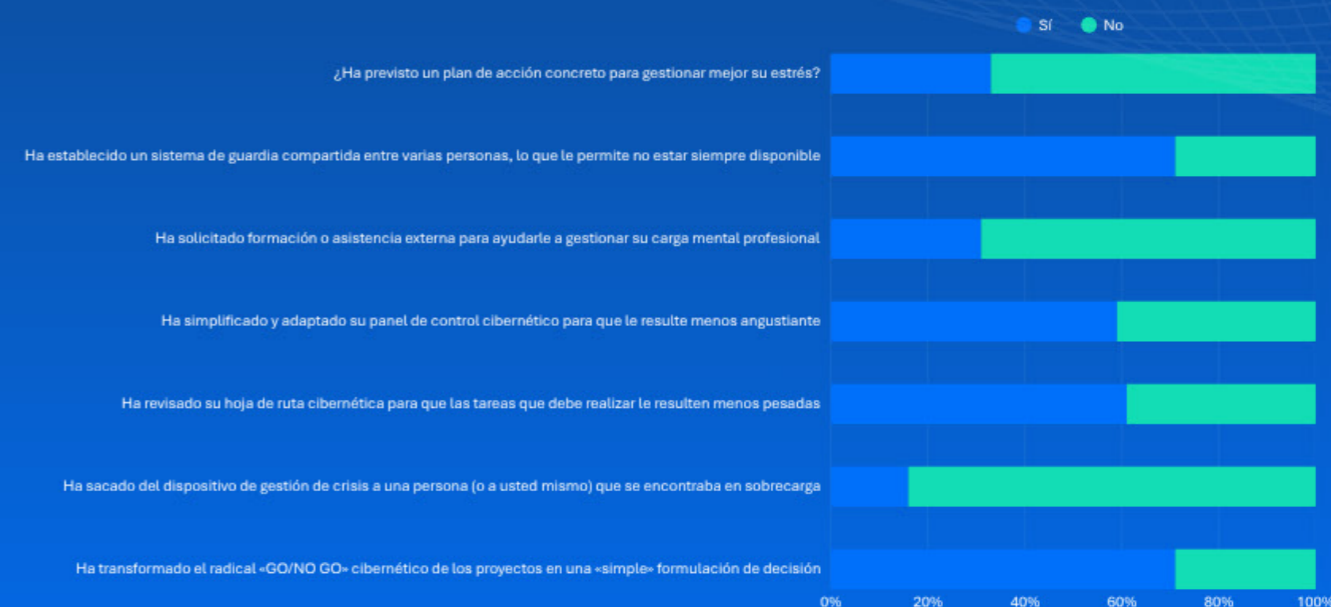 Sí No
¿Ha previsto un plan de acción concreto para gestionar mejor su estrés?
Ha establecido un sistema de guardia compartida entre varias personas, lo que le permite no estar siempre disponible
Ha solicitado formación o asistencia externa para ayudarle a gestionar su carga mental profesional
Ha simplificado y adaptado su panel de control cibernético para que le resulte menos angustiante
Ha revisado su hoja de ruta cibernética para que las tareas que debe realizar le resulten menos pesadas
Ha sacado del dispositivo de gestión de crisis a una persona (o a usted mismo) que se encontraba en sobrecarga
Ha transformado el radical «GO/NO GO» cibernético de los proyectos en una «simple» formulación de decisión
0% 20% 40% 60% 80% 100%